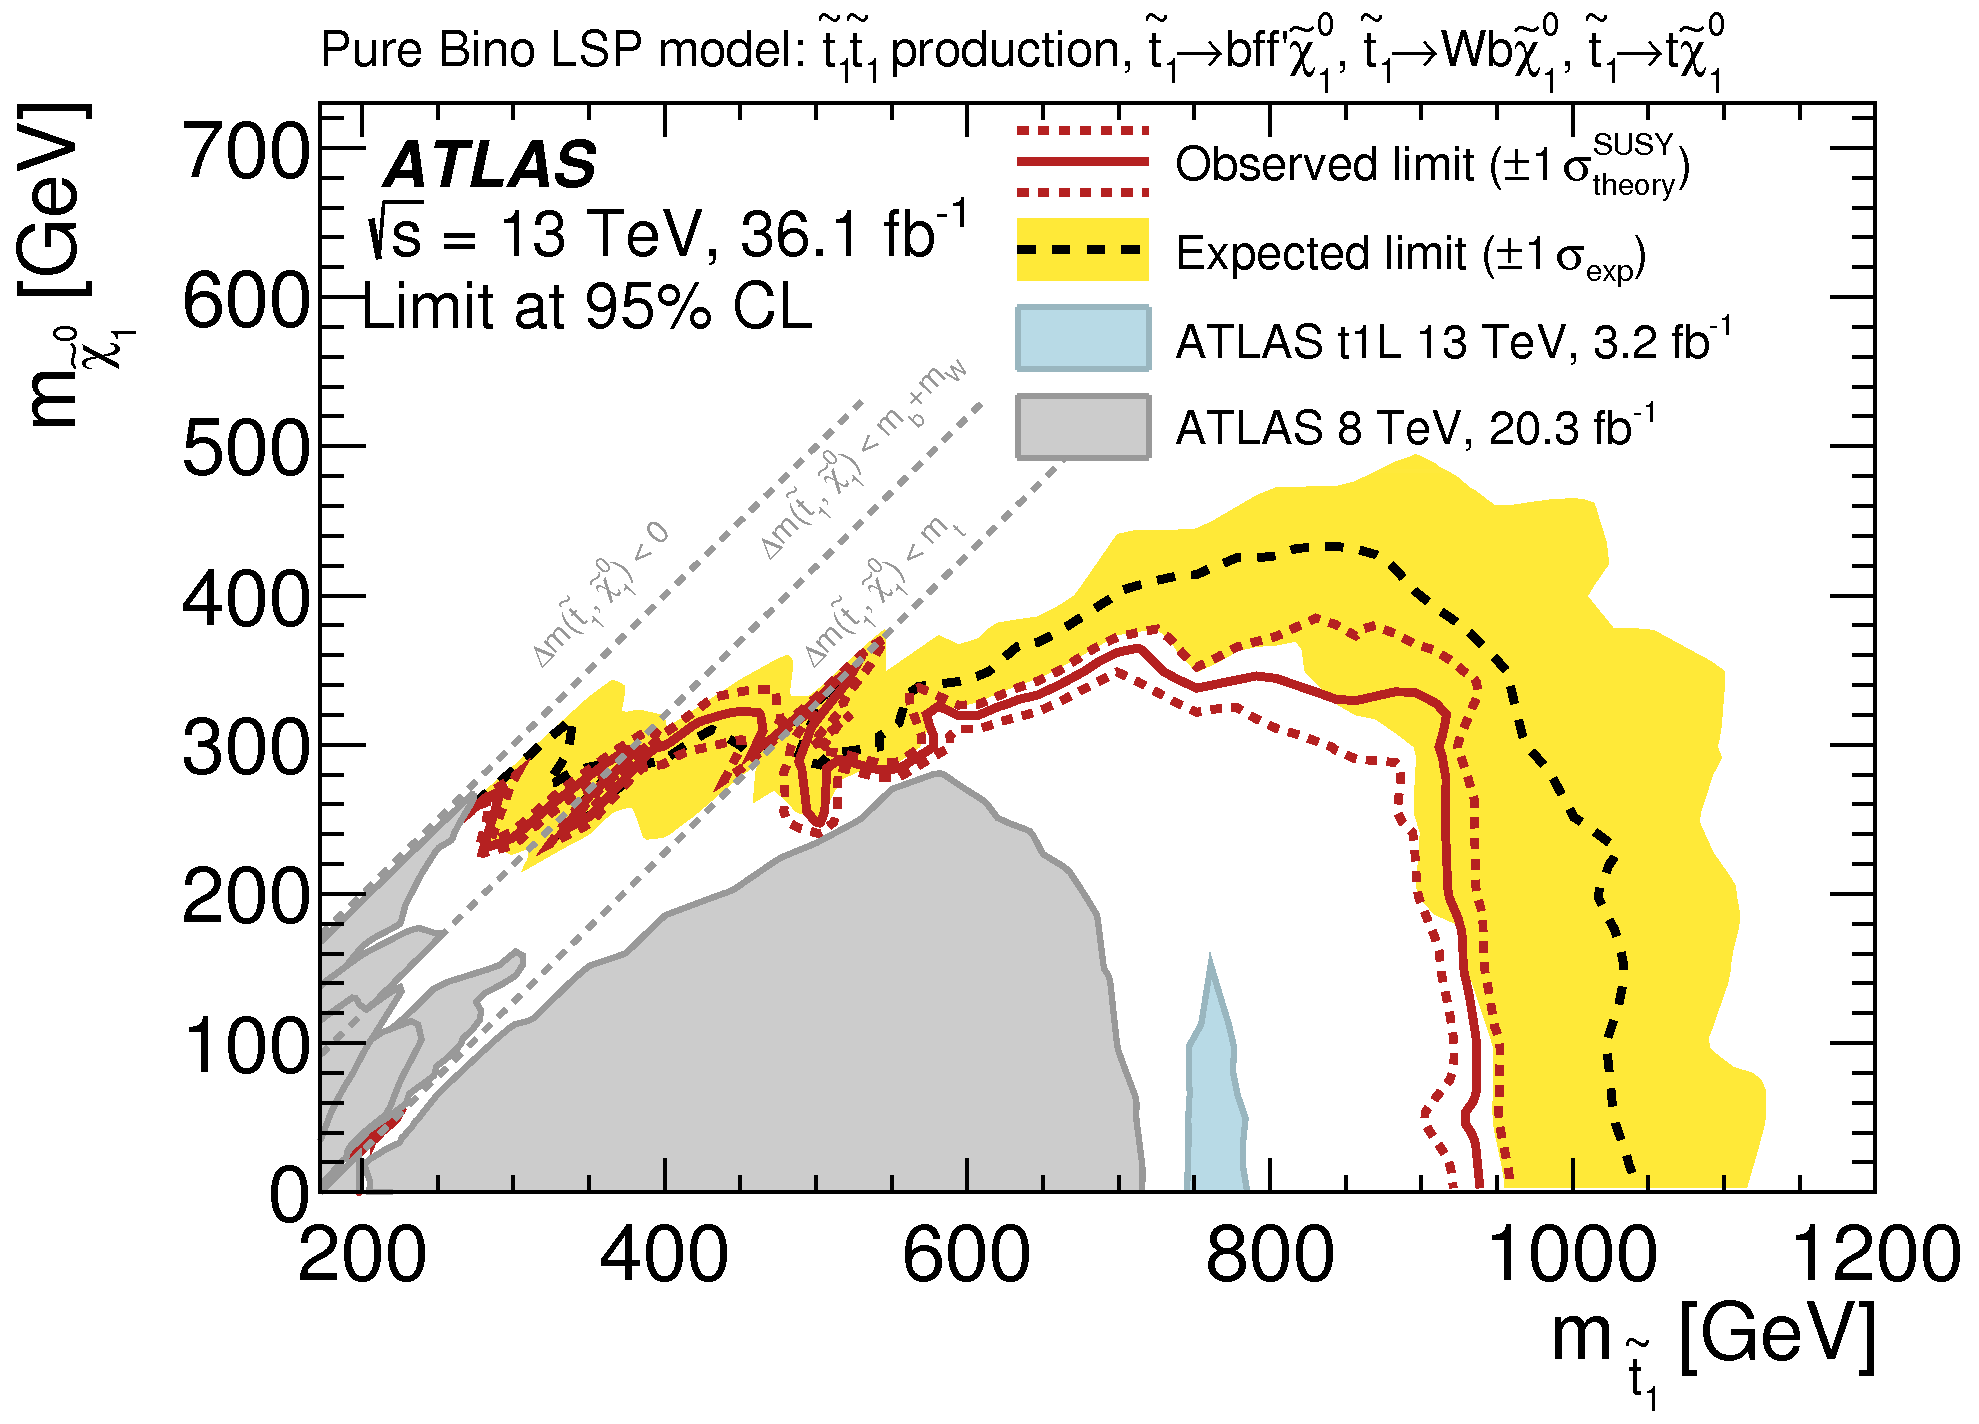 Pure Bino LSP model: t̃₁t̃₁ production, t̃₁→bff'χ̃₁⁰, t̃₁→Wbχ̃₁⁰, t̃₁→tχ̃₁⁰
m χ̃₁⁰ [GeV]
700
600
500
400
300
200
100
0
ATLAS
√s = 13 TeV, 36.1 fb⁻¹
Limit at 95% CL
Observed limit (±1 σ theory SUSY)
Expected limit (±1 σ exp)
ATLAS t1L 13 TeV, 3.2 fb⁻¹
ATLAS 8 TeV, 20.3 fb⁻¹
Δm(t̃₁, χ̃₁⁰) < 0
Δm(t̃₁, χ̃₁⁰) < m_b+m_W
Δm(t̃₁, χ̃₁⁰) < m_t
200 400 600 800 1000 1200
m t̃₁ [GeV]